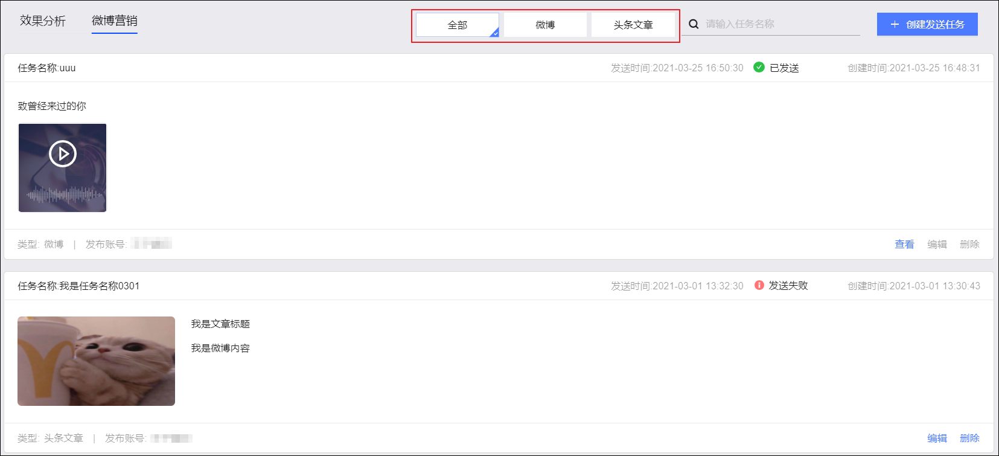 效果分析 微博营销 全部 微博 头条文章 请输入任务名称 + 创建发送任务
任务名称:uuu 发送时间:2021-03-25 16:50:30 已发送 创建时间:2021-03-25 16:48:31
致曾经来过的你
类型: 微博 | 发布账号: 查看 编辑 删除
任务名称:我是任务名称0301 发送时间:2021-03-01 13:32:30 发送失败 创建时间:2021-03-01 13:30:43
我是文章标题
我是微博内容
类型: 头条文章 | 发布账号: 编辑 删除